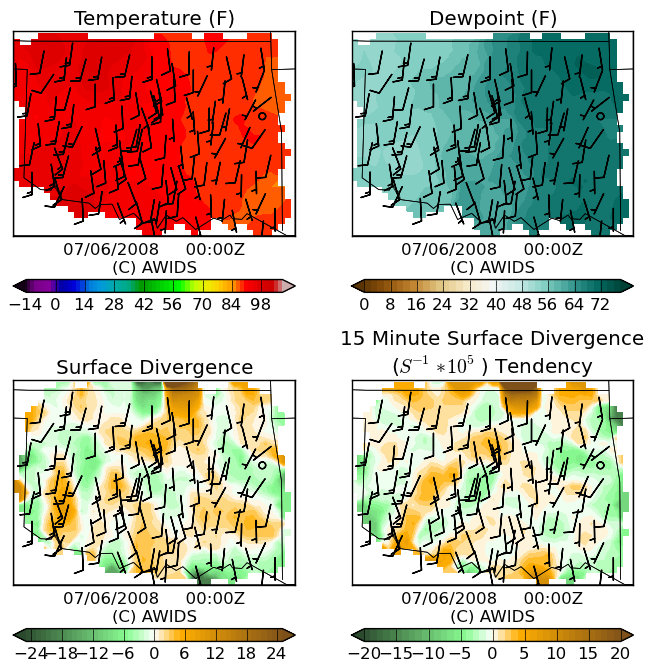 Temperature (F)
Dewpoint (F)
07/06/2008 00:00Z
(C) AWIDS
07/06/2008 00:00Z
(C) AWIDS
−14 0 14 28 42 56 70 84 98
0 8 16 24 32 40 48 56 64 72
Surface Divergence
15 Minute Surface Divergence
(S⁻¹ *10⁵ ) Tendency
07/06/2008 00:00Z
(C) AWIDS
07/06/2008 00:00Z
(C) AWIDS
−24 −18 −12 −6 0 6 12 18 24
−20 −15 −10 −5 0 5 10 15 20